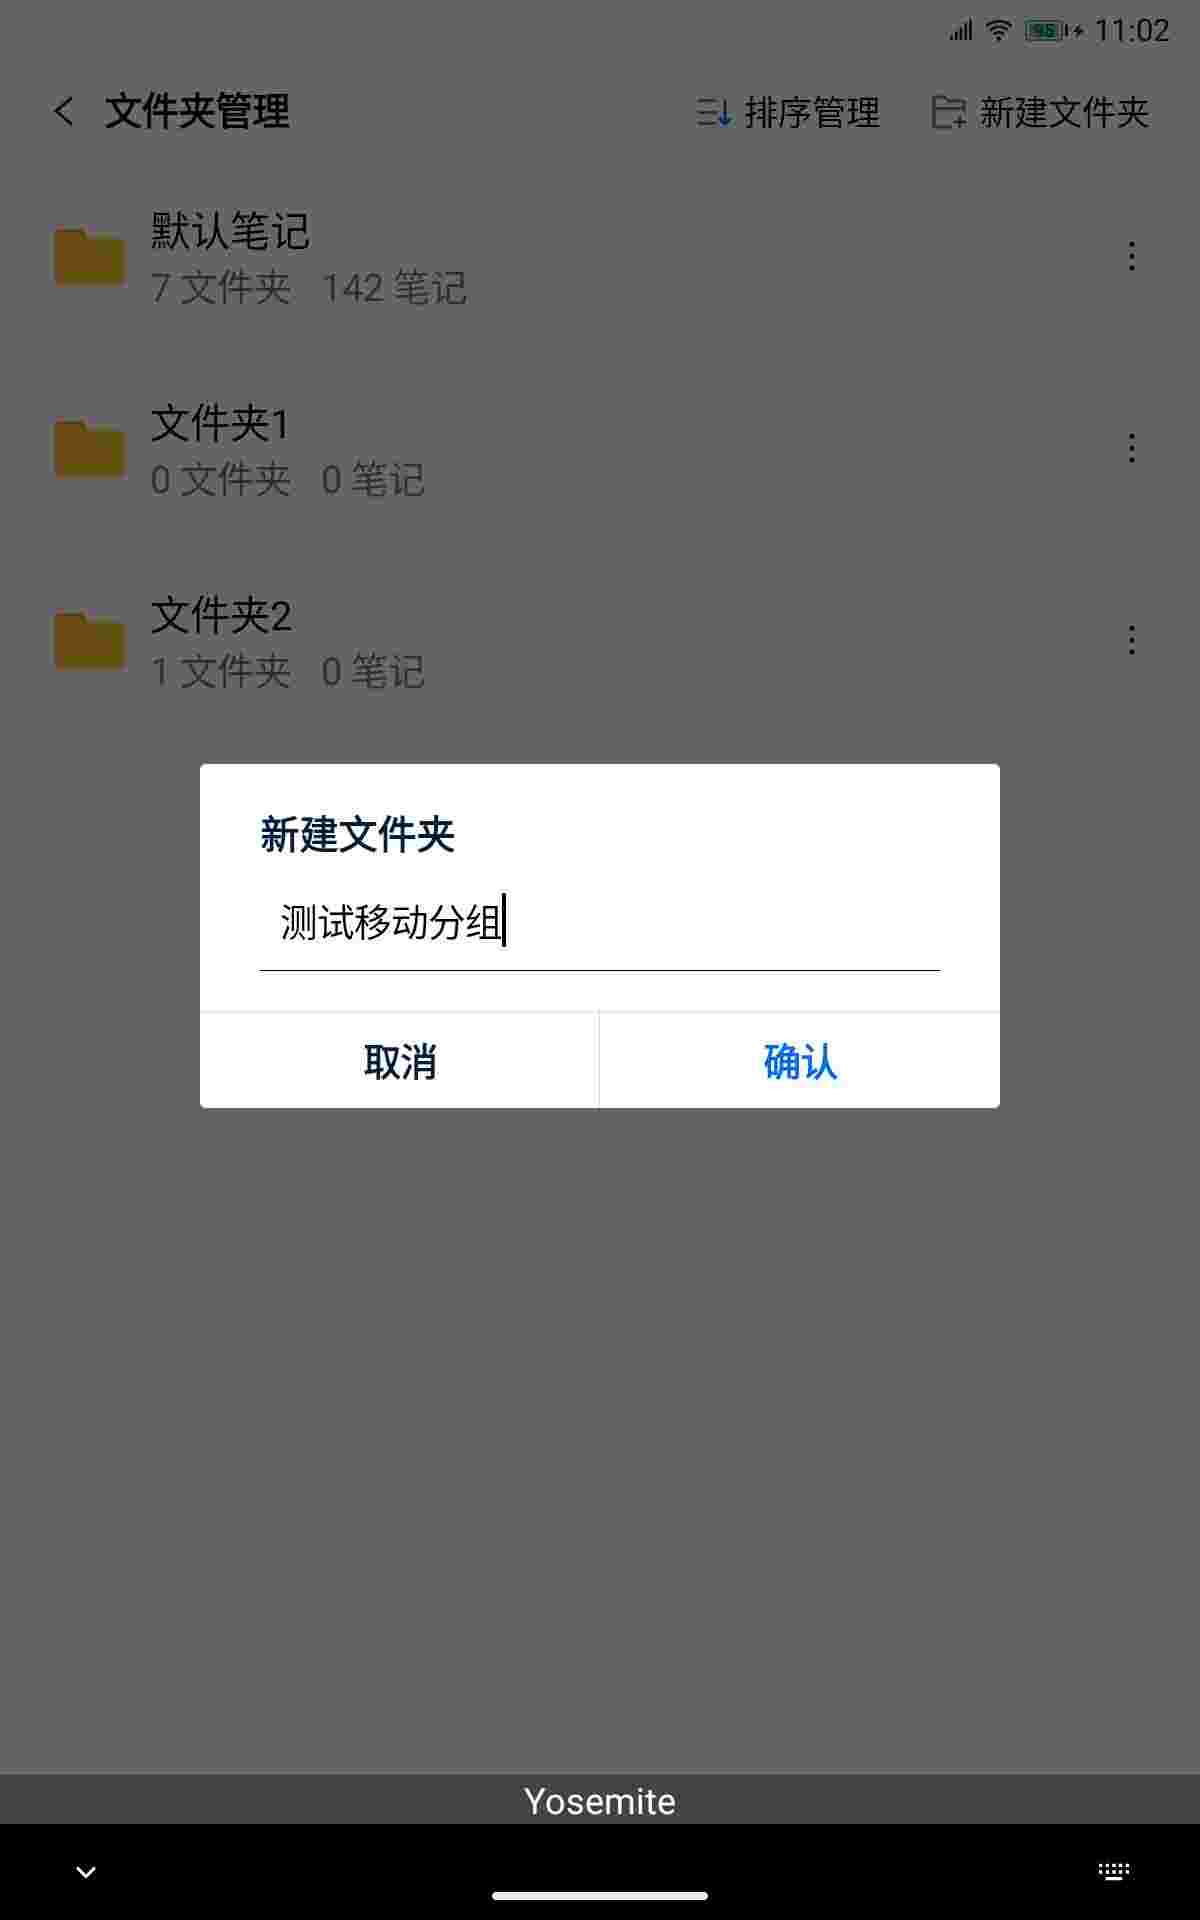 95 11:02
文件夹管理 排序管理 新建文件夹
默认笔记
7 文件夹 142 笔记
文件夹1
0 文件夹 0 笔记
文件夹2
1 文件夹 0 笔记
新建文件夹
测试移动分组
取消 确认
Yosemite